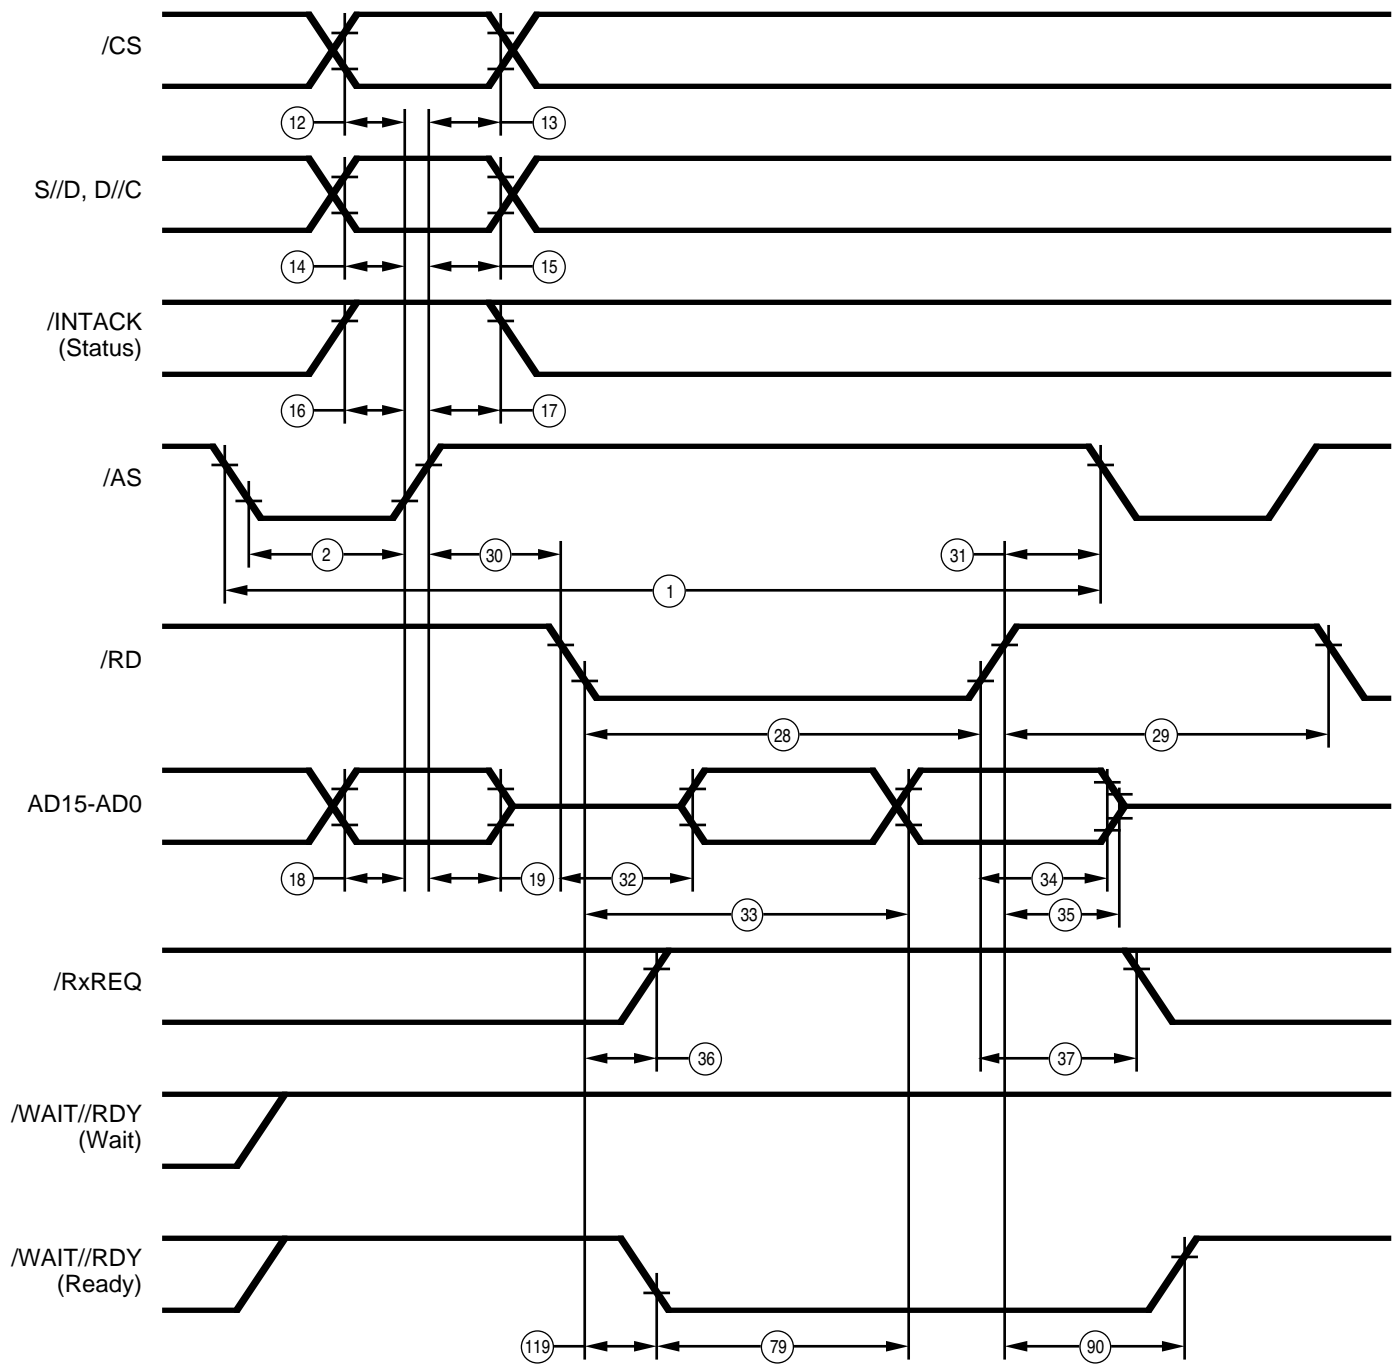 /CS
12
13
S//D, D//C
14
15
/INTACK
(Status)
16
17
/AS
2
30
31
1
/RD
28
29
AD15-AD0
18
19
32
34
33
35
/RxREQ
36
37
/WAIT//RDY
(Wait)
/WAIT//RDY
(Ready)
119
79
90